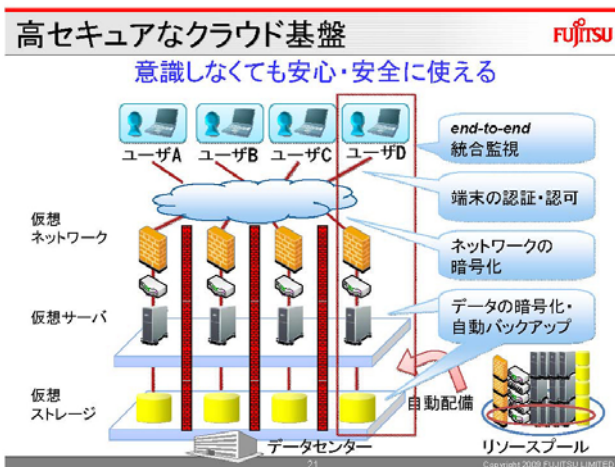 高セキュアなクラウド基盤
FUJITSU
意識しなくても安心・安全に使える
ユーザA
ユーザB
ユーザC
ユーザD
end-to-end
統合監視
端末の認証・認可
仮想
ネットワーク
ネットワークの
暗号化
仮想サーバ
データの暗号化・
自動バックアップ
仮想
ストレージ
自動配備
データセンター
リソースプール
21
Copyright 2009 FUJITSU LIMITED